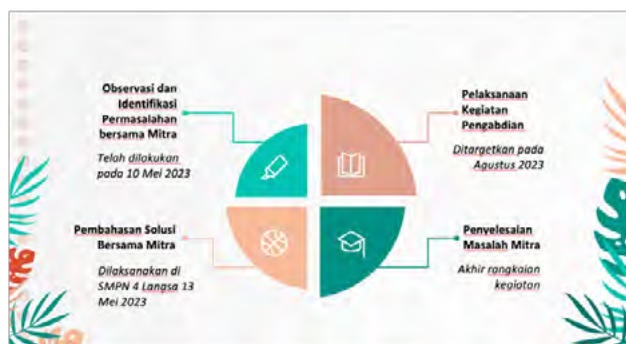 Observasi dan
Identifikasi
Permasalahan
bersama Mitra
Telah dilakukan
pada 10 Mei 2023
Pelaksanaan
Kegiatan
Pengabdian
Ditargetkan pada
Agustus 2023
Pembahasan Solusi
Bersama Mitra
Dilaksanakan di
SMPN 4 Langsa 13
Mei 2023
Penyelesaian
Masalah Mitra
Akhir rangkaian
kegiatan